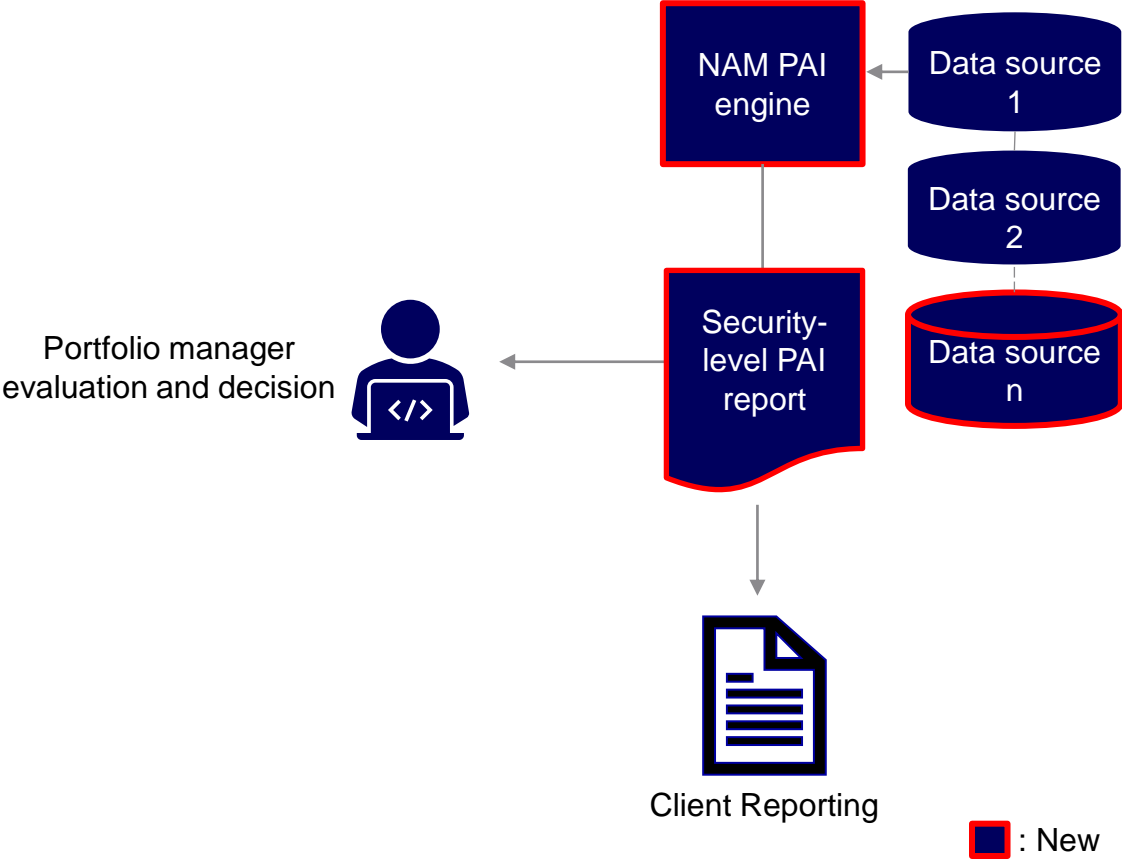 NAM PAI
engine
Data source
1
Data source
2
Security-
level PAI
report
Data source
n
Portfolio manager
evaluation and decision
</>
Client Reporting
: New